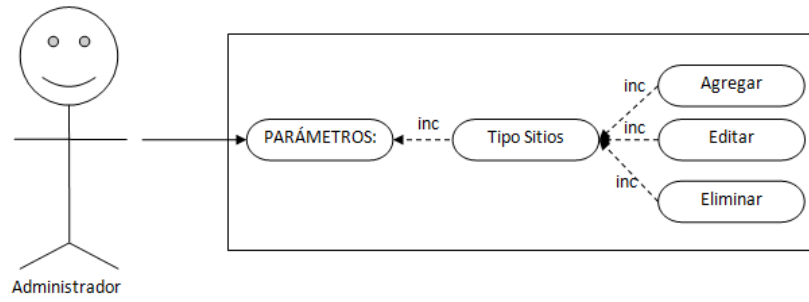 Agregar
inc
inc
inc
PARÁMETROS:
Tipo Sitios
Editar
inc
Eliminar
Administrador